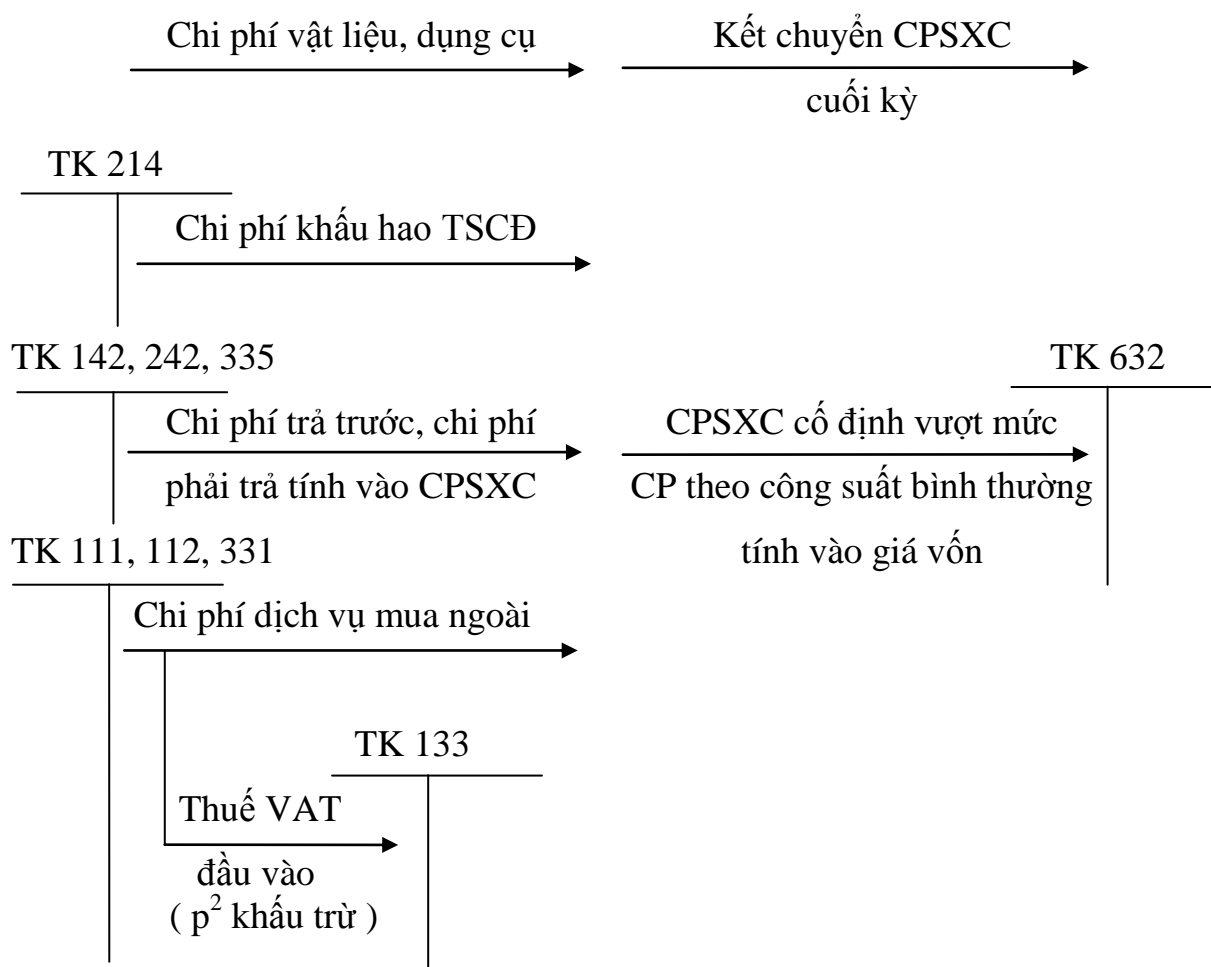 Chi phí vật liệu, dụng cụ
Kết chuyển CPSXC
cuối kỳ
TK 214
Chi phí khấu hao TSCĐ
TK 142, 242, 335
TK 632
Chi phí trả trước, chi phí
phải trả tính vào CPSXC
CPSXC cố định vượt mức
CP theo công suất bình thường
tính vào giá vốn
TK 111, 112, 331
Chi phí dịch vụ mua ngoài
TK 133
Thuế VAT
đầu vào
( p² khấu trừ )